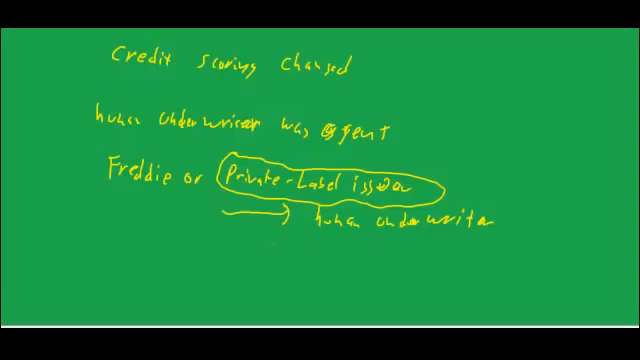 Credit scoring changed
human underwriter was agent
Freddie or Private-Label issuer
human underwriter